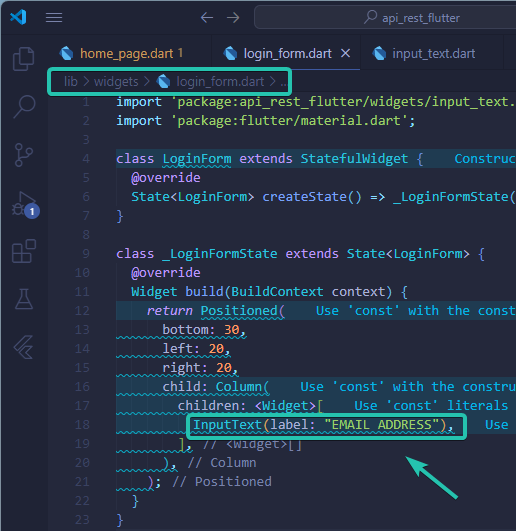 api_rest_flutter
home_page.dart 1
login_form.dart
input_text.dart
lib > widgets > login_form.dart > ...
1 import 'package:api_rest_flutter/widgets/input_text.
2 import 'package:flutter/material.dart';
3
4 class LoginForm extends StatefulWidget { Construc
5 @override
6 State<LoginForm> createState() => _LoginFormState(
7 }
8
9 class _LoginFormState extends State<LoginForm> {
10 @override
11 Widget build(BuildContext context) {
12 return Positioned( Use 'const' with the const
13 bottom: 30,
14 left: 20,
15 right: 20,
16 child: Column( Use 'const' with the constru
17 children: <Widget>[ Use 'const' literals
18 InputText(label: "EMAIL ADDRESS"), Use
19 ], // <Widget>[]
20 ), // Column
21 ); // Positioned
22 }
23 }
1